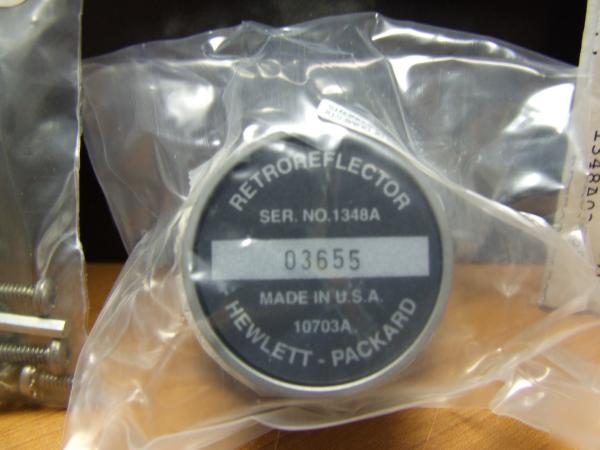 RETROREFLECTOR
SER. NO.1348A
03655
MADE IN U.S.A.
10703A
HEWLETT - PACKARD